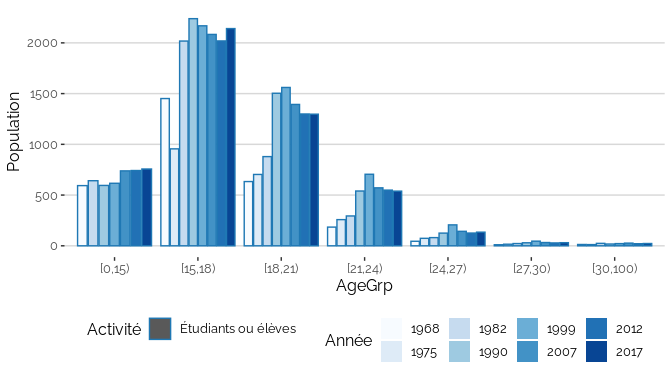 2000
1500
1000
500
0
Population
[0,15) [15,18) [18,21) [21,24) [24,27) [27,30) [30,100)
AgeGrp
Activité Étudiants ou élèves
Année 1968 1982 1999 2012
1975 1990 2007 2017